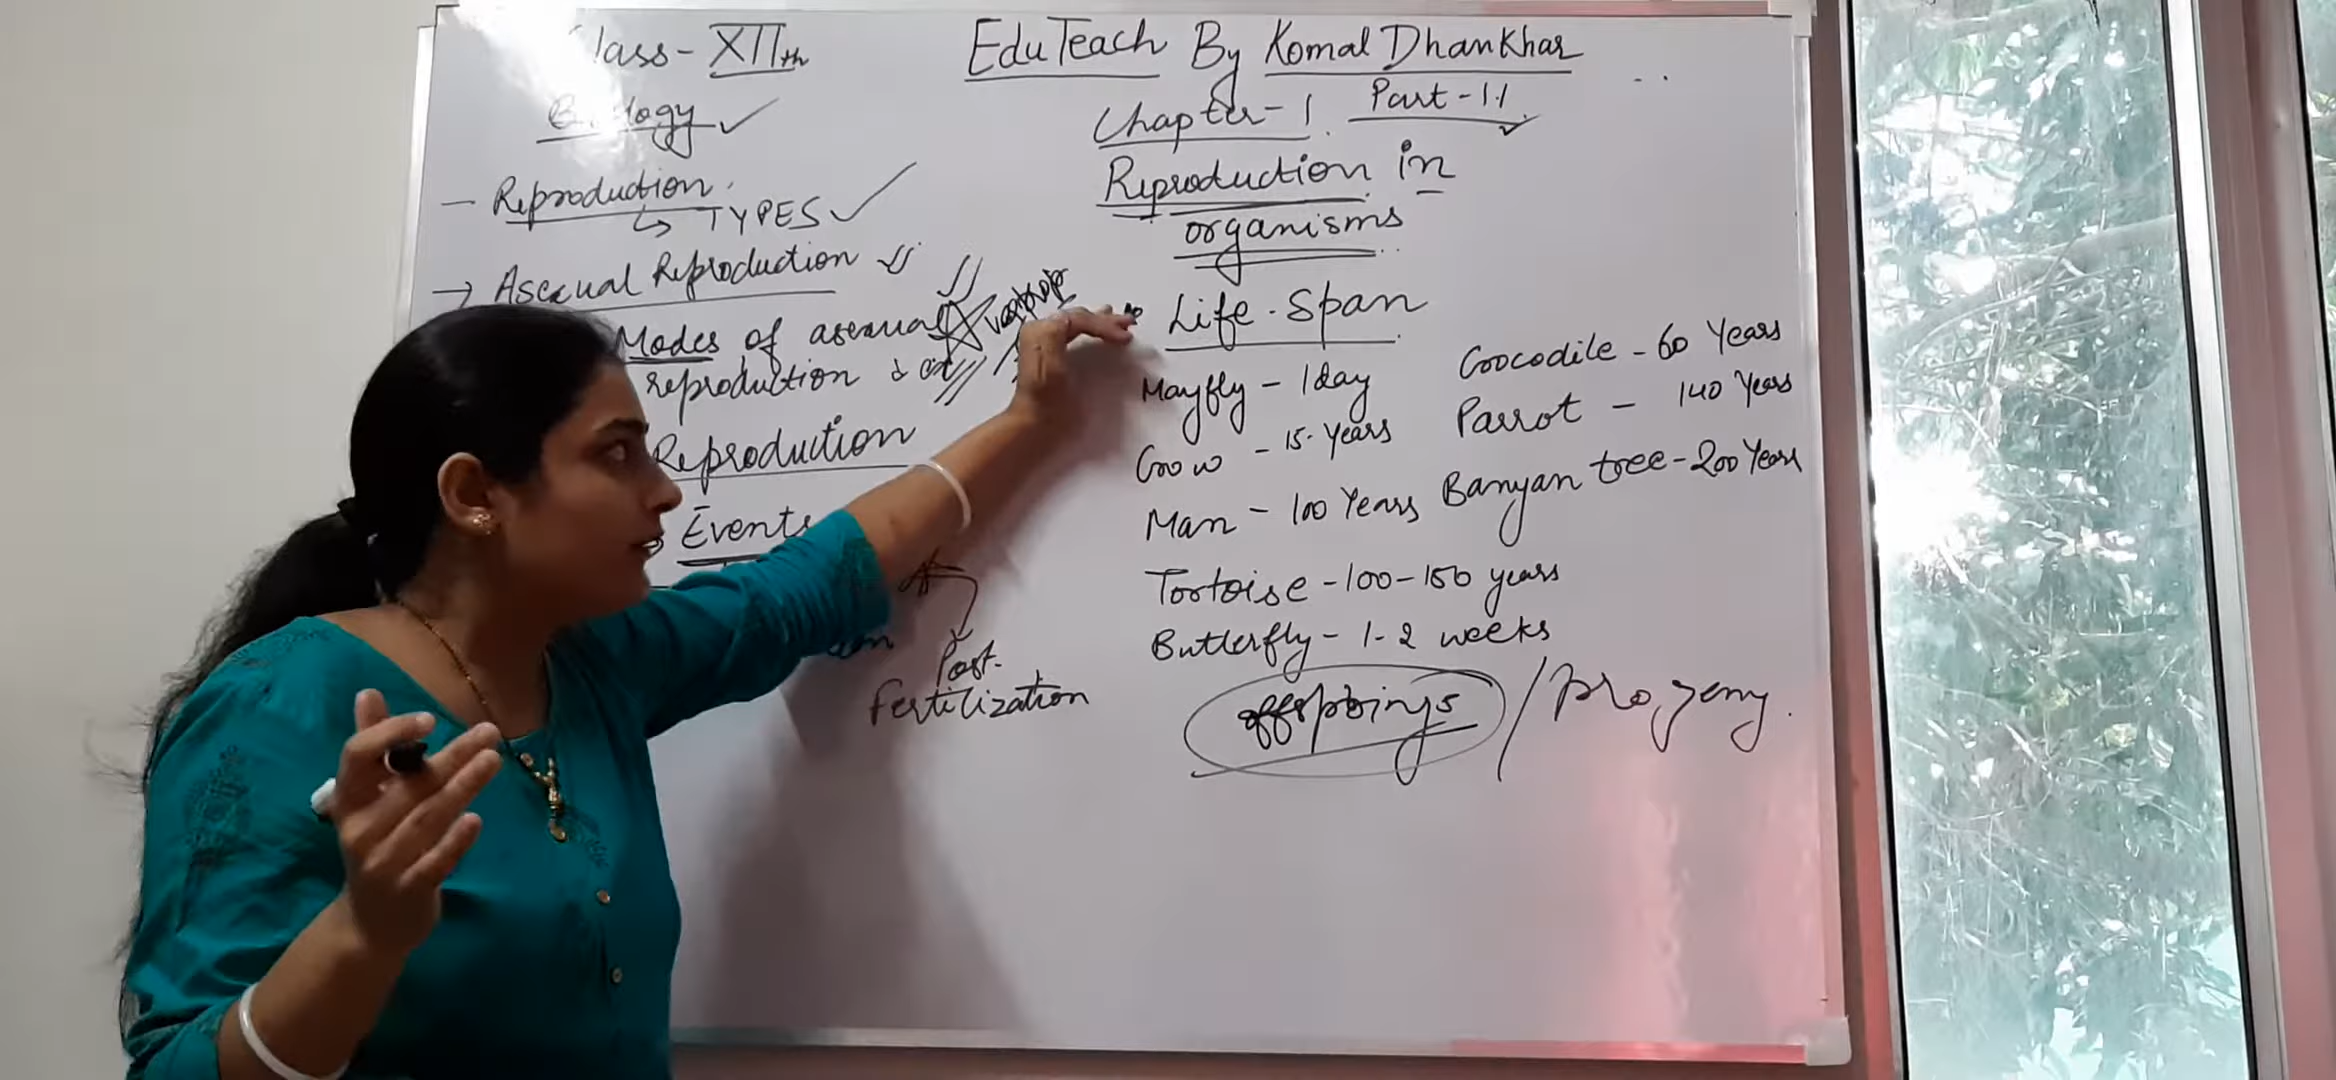 Class - XIIth
Biology
- Reproduction.
↳ TYPES
→ Asexual Reproduction
Modes of asexual
reproduction
Reproduction
Events
Post-
fertilization
EduTeach By Komal Dhankhar
Chapter - 1 Part - 1.1
Reproduction in
organisms
Life-Span
Mayfly - 1 day
Crow - 15-Years
Man - 100 Years
Tortoise - 100-150 years
Butterfly - 1-2 weeks
Crocodile - 60 Years
Parrot - 140 Years
Banyan tree - 200 Years
offsprings / progeny.